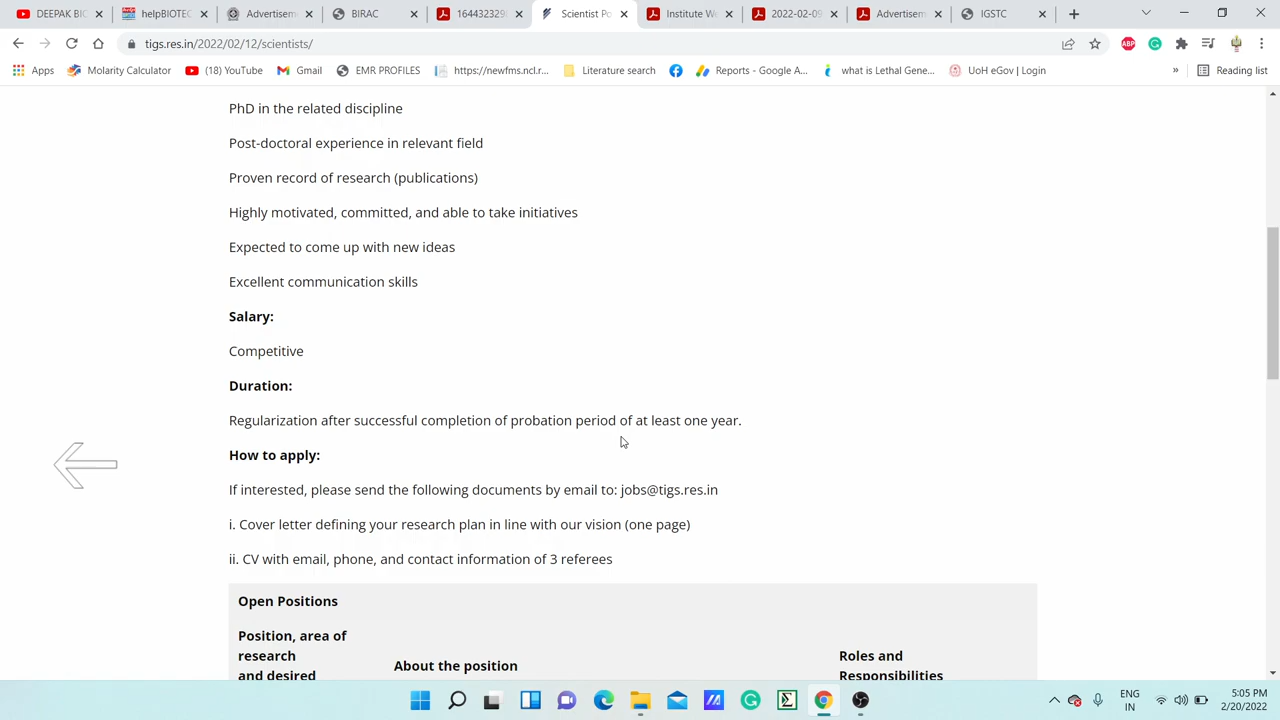 DEEPAK BIO
helpBIOTEC
Advertisem
BIRAC
164432329
Scientist Po
Institute We
2022-02-09
Advertisem
IGSTC
tigs.res.in/2022/02/12/scientists/
Apps
Molarity Calculator
(18) YouTube
Gmail
EMR PROFILES
https://newfms.ncl.r...
Literature search
Reports - Google A...
what is Lethal Gene...
UoH eGov | Login
»
Reading list
PhD in the related discipline
Post-doctoral experience in relevant field
Proven record of research (publications)
Highly motivated, committed, and able to take initiatives
Expected to come up with new ideas
Excellent communication skills
Salary:
Competitive
Duration:
Regularization after successful completion of probation period of at least one year.
How to apply:
If interested, please send the following documents by email to: jobs@tigs.res.in
i. Cover letter defining your research plan in line with our vision (one page)
ii. CV with email, phone, and contact information of 3 referees
Open Positions
Position, area of
research
and desired
About the position
Roles and
Responsibilities
ENG
IN
5:05 PM
2/20/2022